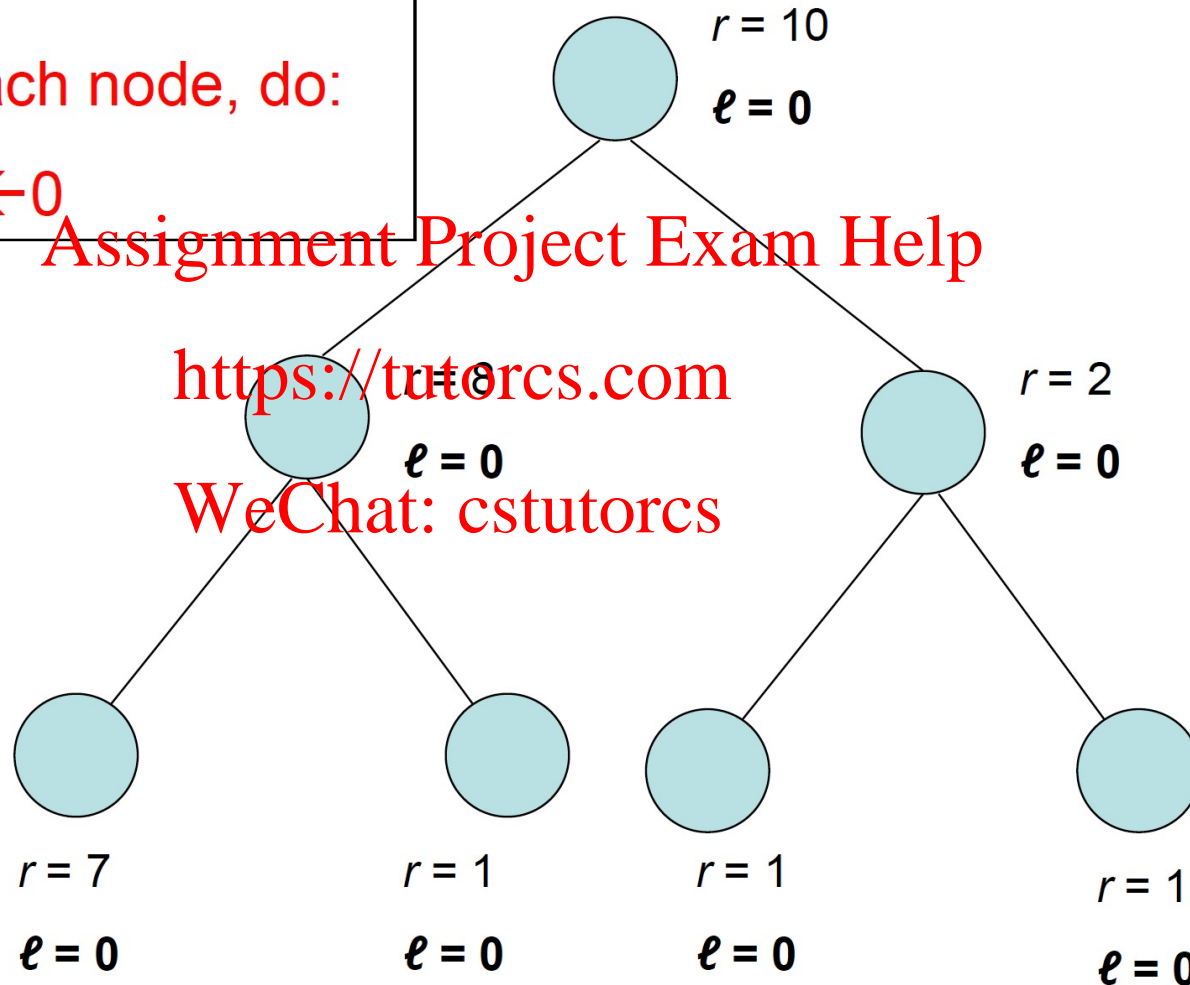 r = 10
ℓ = 0
ach node, do:
←0
Assignment Project Exam Help
https://tutorcs.com
r = 8
ℓ = 0
r = 2
ℓ = 0
WeChat: cstutorcs
r = 7
ℓ = 0
r = 1
ℓ = 0
r = 1
ℓ = 0
r = 1
ℓ = 0